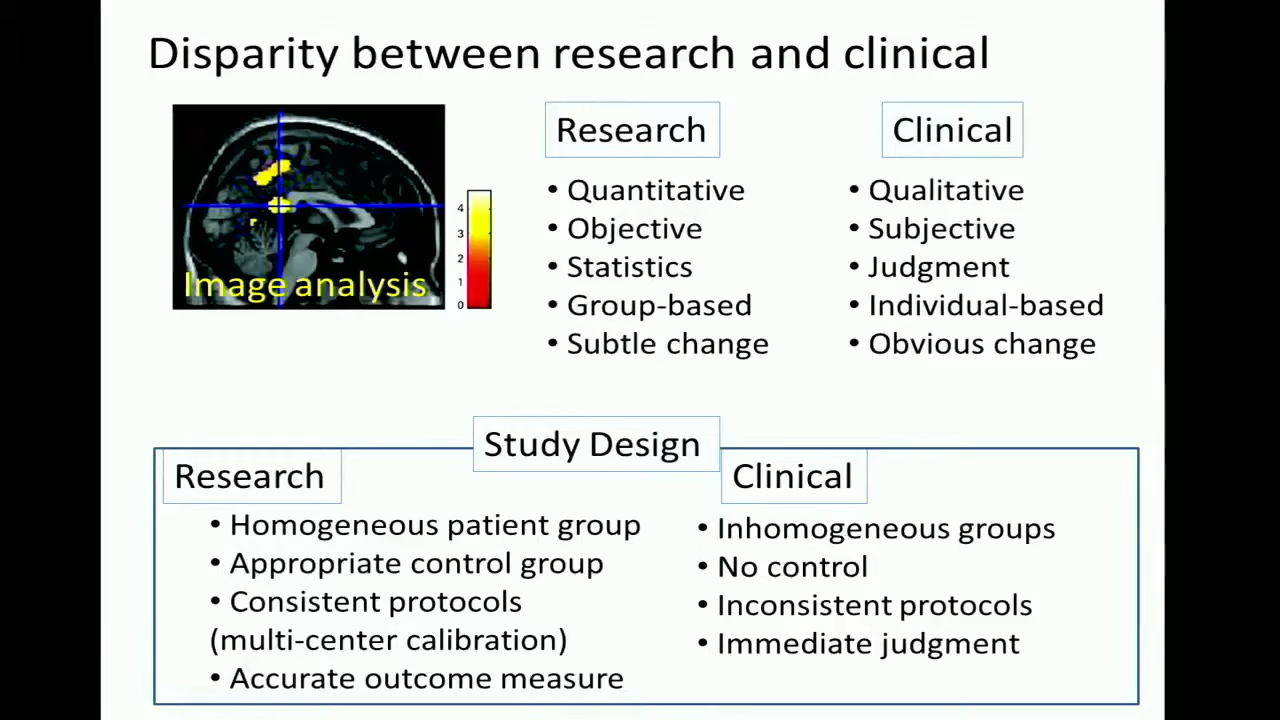 Disparity between research and clinical
Image analysis
4
3
2
1
0
Research
• Quantitative
• Objective
• Statistics
• Group-based
• Subtle change
Clinical
• Qualitative
• Subjective
• Judgment
• Individual-based
• Obvious change
Study Design
Research
• Homogeneous patient group
• Appropriate control group
• Consistent protocols
(multi-center calibration)
• Accurate outcome measure
Clinical
• Inhomogeneous groups
• No control
• Inconsistent protocols
• Immediate judgment